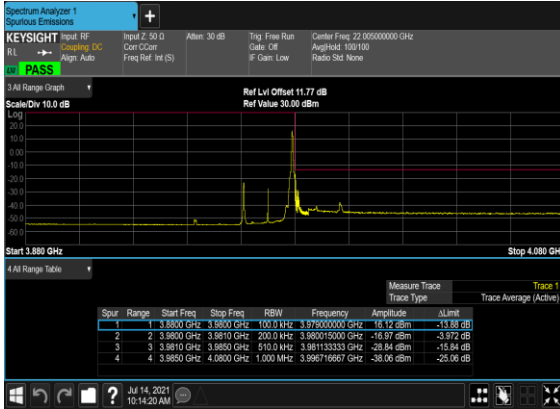 Spectrum Analyzer 1
Spurious Emissions
+
KEYSIGHT Input: RF Input Z: 50 Ω Atten: 30 dB Trig: Free Run Center Freq: 22.005000000 GHz
RL Coupling: DC Corr CCorr Gate: Off Avg|Hold: 100/100
Align: Auto Freq Ref: Int (S) IF Gain: Low Radio Std: None
PASS
3 All Range Graph
Ref Lvl Offset 11.77 dB
Scale/Div 10.0 dB Ref Value 30.00 dBm
Log
20.0
10.0
0.00
-10.0
-20.0
-30.0
-40.0
-50.0
-60.0
Start 3.880 GHz Stop 4.080 GH
4 All Range Table
Measure Trace Trace 1
Trace Type Trace Average (Active)
Spur Range Start Freq Stop Freq RBW Frequency Amplitude ΔLimit
1 1 3.8800 GHz 3.9800 GHz 100.0 kHz 3.979000000 GHz 16.12 dBm -13.88 dB
2 2 3.9800 GHz 3.9810 GHz 200.0 kHz 3.980015000 GHz -16.97 dBm -3.972 dB
3 3 3.9810 GHz 3.9850 GHz 510.0 kHz 3.981133333 GHz -28.84 dBm -15.84 dB
4 4 3.9850 GHz 4.0800 GHz 1.000 MHz 3.996716667 GHz -38.06 dBm -25.06 dB
? Jul 14, 2021
10:14:20 AM